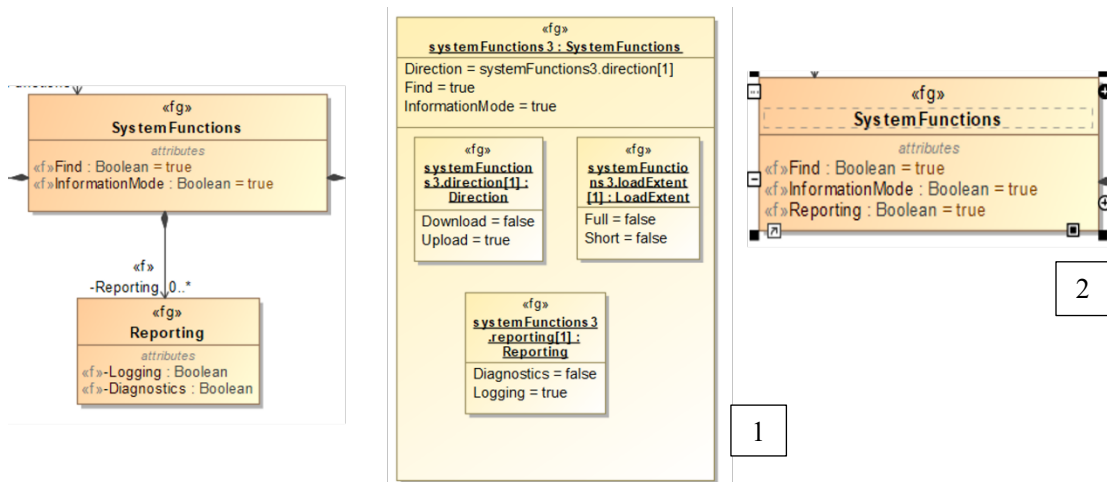 «fg»
SystemFunctions
attributes
«f»Find : Boolean = true
«f»InformationMode : Boolean = true
«f»
-Reporting 0..*
«fg»
Reporting
attributes
«f»-Logging : Boolean
«f»-Diagnostics : Boolean
«fg»
systemFunctions3 : SystemFunctions
Direction = systemFunctions3.direction[1]
Find = true
InformationMode = true
«fg»
systemFunction
s3.direction[1] :
Direction
Download = false
Upload = true
«fg»
systemFunctio
ns3.loadExtent
[1] : LoadExtent
Full = false
Short = false
«fg»
systemFunctions3
.reporting[1] :
Reporting
Diagnostics = false
Logging = true
1
«fg»
SystemFunctions
attributes
«f»Find : Boolean = true
«f»InformationMode : Boolean = true
«f»Reporting : Boolean = true
2